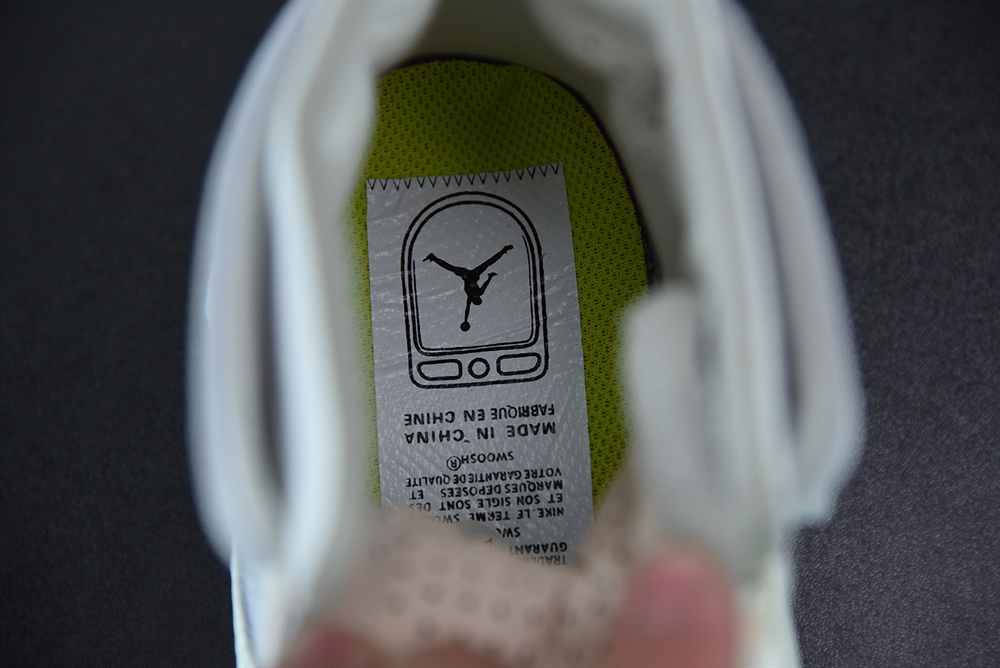 NIKE. LE TERME
ET SON SIGLE SONT DES
MARQUES DEPOSEES ET
VOTRE GARANTIE DE QUALITE
SWOOSH®
MADE IN CHINA
FABRIQUE EN CHINE